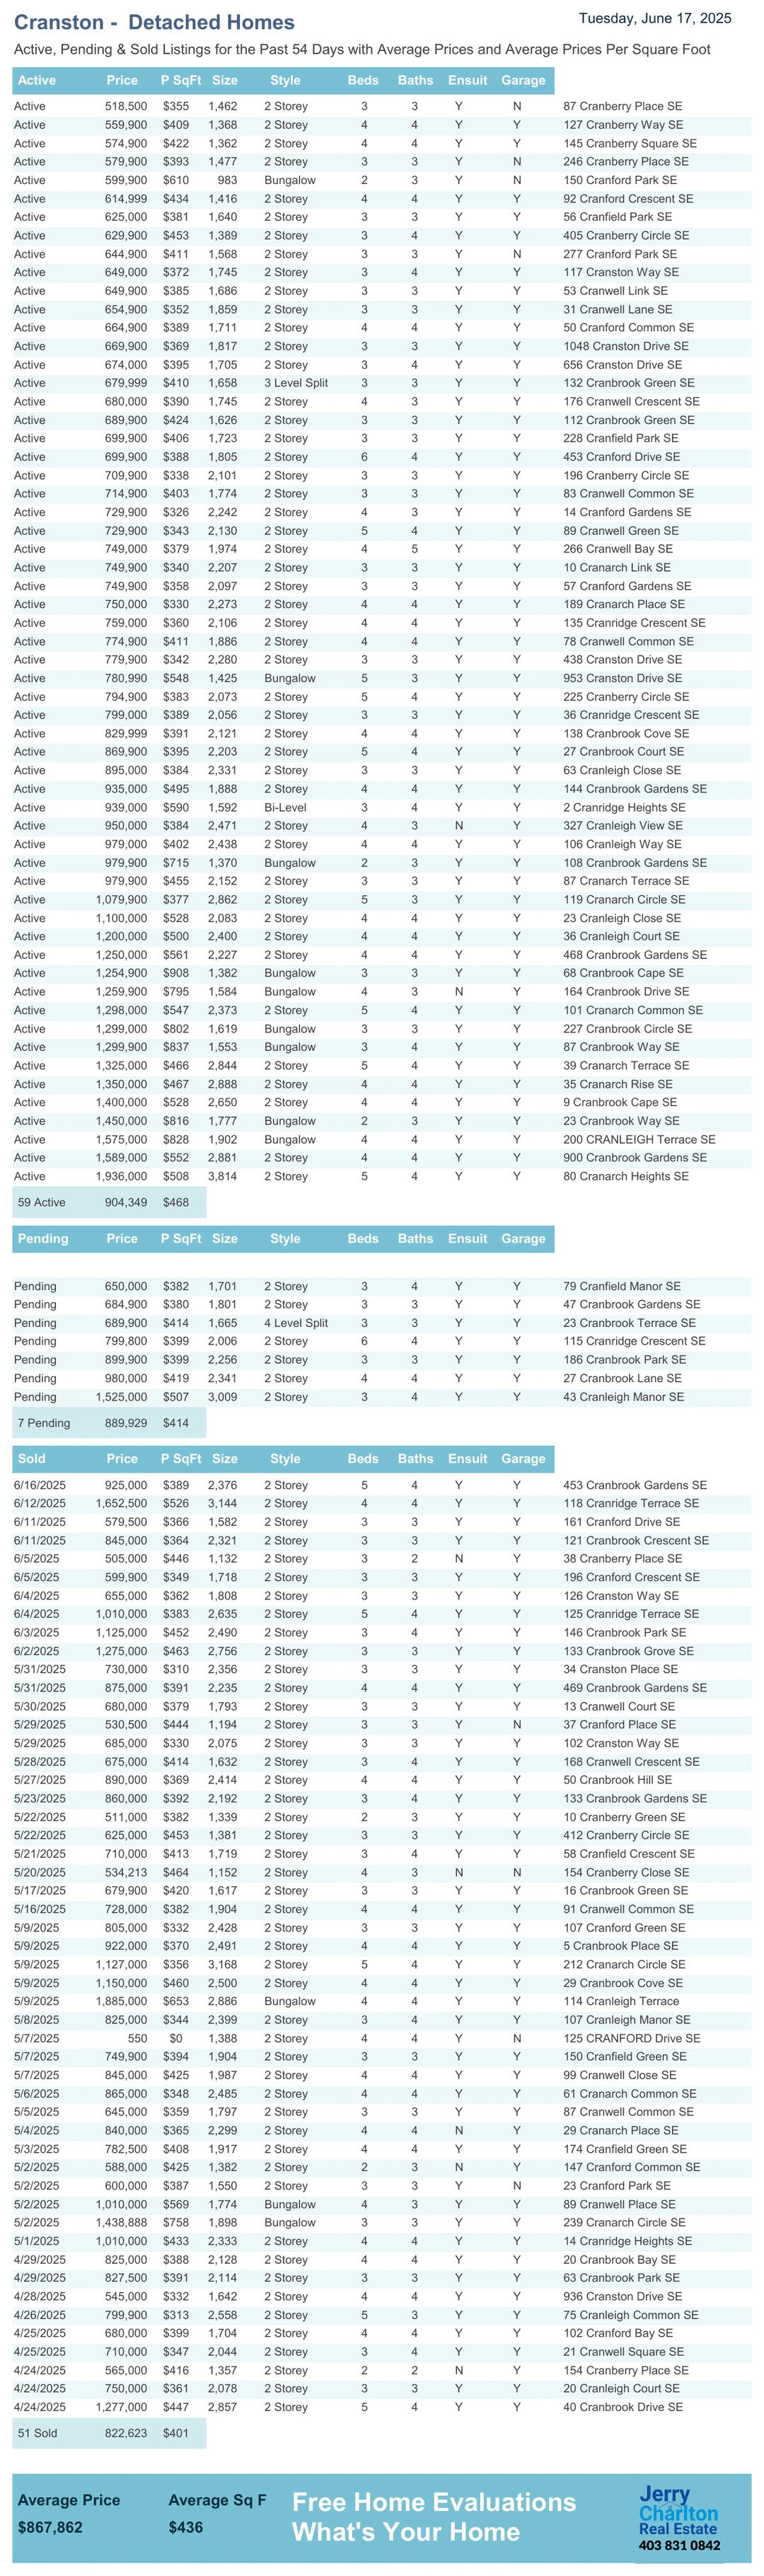 Cranston - Detached Homes Tuesday, June 17, 2025
Active, Pending & Sold Listings for the Past 54 Days with Average Prices and Average Prices Per Square Foot
Active Price P SqFt Size Style Beds Baths Ensuit Garage
Active 518,500 $355 1,462 2 Storey 3 3 Y N 87 Cranberry Place SE
Active 559,900 $409 1,368 2 Storey 4 4 Y Y 127 Cranberry Way SE
Active 574,900 $422 1,362 2 Storey 4 4 Y Y 145 Cranberry Square SE
Active 579,900 $393 1,477 2 Storey 3 3 Y N 246 Cranberry Place SE
Active 599,900 $610 983 Bungalow 2 3 Y N 150 Cranford Park SE
Active 614,999 $434 1,416 2 Storey 4 4 Y Y 92 Cranford Crescent SE
Active 625,000 $381 1,640 2 Storey 3 3 Y Y 56 Cranfield Park SE
Active 629,900 $453 1,389 2 Storey 3 4 Y Y 405 Cranberry Circle SE
Active 644,900 $411 1,568 2 Storey 3 3 Y N 277 Cranford Park SE
Active 649,000 $372 1,745 2 Storey 3 4 Y Y 117 Cranston Way SE
Active 649,900 $385 1,686 2 Storey 3 3 Y Y 53 Cranwell Link SE
Active 654,900 $352 1,859 2 Storey 3 3 Y Y 31 Cranwell Lane SE
Active 664,900 $389 1,711 2 Storey 4 4 Y Y 50 Cranford Common SE
Active 669,900 $369 1,817 2 Storey 3 3 Y Y 1048 Cranston Drive SE
Active 674,000 $395 1,705 2 Storey 3 4 Y Y 656 Cranston Drive SE
Active 679,999 $410 1,658 3 Level Split 3 3 Y Y 132 Cranbrook Green SE
Active 680,000 $390 1,745 2 Storey 4 3 Y Y 176 Cranwell Crescent SE
Active 689,900 $424 1,626 2 Storey 3 3 Y Y 112 Cranbrook Green SE
Active 699,900 $406 1,723 2 Storey 3 3 Y Y 228 Cranfield Park SE
Active 699,900 $388 1,805 2 Storey 6 4 Y Y 453 Cranford Drive SE
Active 709,900 $338 2,101 2 Storey 3 3 Y Y 196 Cranberry Circle SE
Active 714,900 $403 1,774 2 Storey 3 3 Y Y 83 Cranwell Common SE
Active 729,900 $326 2,242 2 Storey 4 3 Y Y 14 Cranford Gardens SE
Active 729,900 $343 2,130 2 Storey 5 4 Y Y 89 Cranwell Green SE
Active 749,000 $379 1,974 2 Storey 4 5 Y Y 266 Cranwell Bay SE
Active 749,900 $340 2,207 2 Storey 3 3 Y Y 10 Cranarch Link SE
Active 749,900 $358 2,097 2 Storey 3 3 Y Y 57 Cranford Gardens SE
Active 750,000 $330 2,273 2 Storey 4 4 Y Y 189 Cranarch Place SE
Active 759,000 $360 2,106 2 Storey 4 4 Y Y 135 Cranridge Crescent SE
Active 774,900 $411 1,886 2 Storey 4 4 Y Y 78 Cranwell Common SE
Active 779,900 $342 2,280 2 Storey 3 3 Y Y 438 Cranston Drive SE
Active 780,990 $548 1,425 Bungalow 5 3 Y Y 953 Cranston Drive SE
Active 794,900 $383 2,073 2 Storey 5 4 Y Y 225 Cranberry Circle SE
Active 799,000 $389 2,056 2 Storey 3 3 Y Y 36 Cranridge Crescent SE
Active 829,999 $391 2,121 2 Storey 4 4 Y Y 138 Cranbrook Cove SE
Active 869,900 $395 2,203 2 Storey 5 4 Y Y 27 Cranbrook Court SE
Active 895,000 $384 2,331 2 Storey 3 3 Y Y 63 Cranleigh Close SE
Active 935,000 $495 1,888 2 Storey 4 4 Y Y 144 Cranbrook Gardens SE
Active 939,000 $590 1,592 Bi-Level 3 4 Y Y 2 Cranridge Heights SE
Active 950,000 $384 2,471 2 Storey 4 3 N Y 327 Cranleigh View SE
Active 979,000 $402 2,438 2 Storey 4 4 Y Y 106 Cranleigh Way SE
Active 979,900 $715 1,370 Bungalow 2 3 Y Y 108 Cranbrook Gardens SE
Active 979,900 $455 2,152 2 Storey 3 3 Y Y 87 Cranarch Terrace SE
Active 1,079,900 $377 2,862 2 Storey 5 3 Y Y 119 Cranarch Circle SE
Active 1,100,000 $528 2,083 2 Storey 4 4 Y Y 23 Cranleigh Close SE
Active 1,200,000 $500 2,400 2 Storey 4 4 Y Y 36 Cranleigh Court SE
Active 1,250,000 $561 2,227 2 Storey 4 4 Y Y 468 Cranbrook Gardens SE
Active 1,254,900 $908 1,382 Bungalow 3 3 Y Y 68 Cranbrook Cape SE
Active 1,259,900 $795 1,584 Bungalow 4 3 N Y 164 Cranbrook Drive SE
Active 1,298,000 $547 2,373 2 Storey 5 4 Y Y 101 Cranarch Common SE
Active 1,299,000 $802 1,619 Bungalow 3 3 Y Y 227 Cranbrook Circle SE
Active 1,299,900 $837 1,553 Bungalow 3 4 Y Y 87 Cranbrook Way SE
Active 1,325,000 $466 2,844 2 Storey 5 4 Y Y 39 Cranarch Terrace SE
Active 1,350,000 $467 2,888 2 Storey 4 4 Y Y 35 Cranarch Rise SE
Active 1,400,000 $528 2,650 2 Storey 4 4 Y Y 9 Cranbrook Cape SE
Active 1,450,000 $816 1,777 Bungalow 2 3 Y Y 23 Cranbrook Way SE
Active 1,575,000 $828 1,902 Bungalow 4 4 Y Y 200 CRANLEIGH Terrace SE
Active 1,589,000 $552 2,881 2 Storey 4 4 Y Y 900 Cranbrook Gardens SE
Active 1,936,000 $508 3,814 2 Storey 5 4 Y Y 80 Cranarch Heights SE
59 Active 904,349 $468
Pending Price P SqFt Size Style Beds Baths Ensuit Garage
Pending 650,000 $382 1,701 2 Storey 3 4 Y Y 79 Cranfield Manor SE
Pending 684,900 $380 1,801 2 Storey 3 3 Y Y 47 Cranbrook Gardens SE
Pending 689,900 $414 1,665 4 Level Split 3 3 Y Y 23 Cranbrook Terrace SE
Pending 799,800 $399 2,006 2 Storey 6 4 Y Y 115 Cranridge Crescent SE
Pending 899,900 $399 2,256 2 Storey 3 3 Y Y 186 Cranbrook Park SE
Pending 980,000 $419 2,341 2 Storey 4 4 Y Y 27 Cranbrook Lane SE
Pending 1,525,000 $507 3,009 2 Storey 3 4 Y Y 43 Cranleigh Manor SE
7 Pending 889,929 $414
Sold Price P SqFt Size Style Beds Baths Ensuit Garage
6/16/2025 925,000 $389 2,376 2 Storey 5 4 Y Y 453 Cranbrook Gardens SE
6/12/2025 1,652,500 $526 3,144 2 Storey 4 4 Y Y 118 Cranridge Terrace SE
6/11/2025 579,500 $366 1,582 2 Storey 3 3 Y Y 161 Cranford Drive SE
6/11/2025 845,000 $364 2,321 2 Storey 3 3 Y Y 121 Cranbrook Crescent SE
6/5/2025 505,000 $446 1,132 2 Storey 3 2 N Y 38 Cranberry Place SE
6/5/2025 599,900 $349 1,718 2 Storey 3 3 Y Y 196 Cranford Crescent SE
6/4/2025 655,000 $362 1,808 2 Storey 3 3 Y Y 126 Cranston Way SE
6/4/2025 1,010,000 $383 2,635 2 Storey 5 4 Y Y 125 Cranridge Terrace SE
6/3/2025 1,125,000 $452 2,490 2 Storey 3 4 Y Y 146 Cranbrook Park SE
6/2/2025 1,275,000 $463 2,756 2 Storey 3 3 Y Y 133 Cranbrook Grove SE
5/31/2025 730,000 $310 2,356 2 Storey 3 3 Y Y 34 Cranston Place SE
5/31/2025 875,000 $391 2,235 2 Storey 4 4 Y Y 469 Cranbrook Gardens SE
5/30/2025 680,000 $379 1,793 2 Storey 3 3 Y Y 13 Cranwell Court SE
5/29/2025 530,500 $444 1,194 2 Storey 3 3 Y N 37 Cranford Place SE
5/29/2025 685,000 $330 2,075 2 Storey 3 3 Y Y 102 Cranston Way SE
5/28/2025 675,000 $414 1,632 2 Storey 3 4 Y Y 168 Cranwell Crescent SE
5/27/2025 890,000 $369 2,414 2 Storey 4 4 Y Y 50 Cranbrook Hill SE
5/23/2025 860,000 $392 2,192 2 Storey 3 4 Y Y 133 Cranbrook Gardens SE
5/22/2025 511,000 $382 1,339 2 Storey 2 3 Y Y 10 Cranberry Green SE
5/22/2025 625,000 $453 1,381 2 Storey 3 3 Y Y 412 Cranberry Circle SE
5/21/2025 710,000 $413 1,719 2 Storey 3 4 Y Y 58 Cranfield Crescent SE
5/20/2025 534,213 $464 1,152 2 Storey 4 3 N N 154 Cranberry Close SE
5/17/2025 679,900 $420 1,617 2 Storey 3 3 Y Y 16 Cranbrook Green SE
5/16/2025 728,000 $382 1,904 2 Storey 4 4 Y Y 91 Cranwell Common SE
5/9/2025 805,000 $332 2,428 2 Storey 3 3 Y Y 107 Cranford Green SE
5/9/2025 922,000 $370 2,491 2 Storey 4 4 Y Y 5 Cranbrook Place SE
5/9/2025 1,127,000 $356 3,168 2 Storey 5 4 Y Y 212 Cranarch Circle SE
5/9/2025 1,150,000 $460 2,500 2 Storey 4 4 Y Y 29 Cranbrook Cove SE
5/9/2025 1,885,000 $653 2,886 Bungalow 4 4 Y Y 114 Cranleigh Terrace
5/8/2025 825,000 $344 2,399 2 Storey 3 4 Y Y 107 Cranleigh Manor SE
5/7/2025 550 $0 1,388 2 Storey 4 4 Y N 125 CRANFORD Drive SE
5/7/2025 749,900 $394 1,904 2 Storey 3 3 Y Y 150 Cranfield Green SE
5/7/2025 845,000 $425 1,987 2 Storey 4 4 Y Y 99 Cranwell Close SE
5/6/2025 865,000 $348 2,485 2 Storey 4 4 Y Y 61 Cranarch Common SE
5/5/2025 645,000 $359 1,797 2 Storey 3 3 Y Y 87 Cranwell Common SE
5/4/2025 840,000 $365 2,299 2 Storey 4 4 N Y 29 Cranarch Place SE
5/3/2025 782,500 $408 1,917 2 Storey 4 4 Y Y 174 Cranfield Green SE
5/2/2025 588,000 $425 1,382 2 Storey 2 3 N Y 147 Cranford Common SE
5/2/2025 600,000 $387 1,550 2 Storey 3 3 Y N 23 Cranford Park SE
5/2/2025 1,010,000 $569 1,774 Bungalow 4 3 Y Y 89 Cranwell Place SE
5/2/2025 1,438,888 $758 1,898 Bungalow 3 3 Y Y 239 Cranarch Circle SE
5/1/2025 1,010,000 $433 2,333 2 Storey 4 4 Y Y 14 Cranridge Heights SE
4/29/2025 825,000 $388 2,128 2 Storey 4 4 Y Y 20 Cranbrook Bay SE
4/29/2025 827,500 $391 2,114 2 Storey 3 3 Y Y 63 Cranbrook Park SE
4/28/2025 545,000 $332 1,642 2 Storey 4 4 Y Y 936 Cranston Drive SE
4/26/2025 799,900 $313 2,558 2 Storey 5 3 Y Y 75 Cranleigh Common SE
4/25/2025 680,000 $399 1,704 2 Storey 4 4 Y Y 102 Cranford Bay SE
4/25/2025 710,000 $347 2,044 2 Storey 3 4 Y Y 21 Cranwell Square SE
4/24/2025 565,000 $416 1,357 2 Storey 2 2 N Y 154 Cranberry Place SE
4/24/2025 750,000 $361 2,078 2 Storey 3 3 Y Y 20 Cranleigh Court SE
4/24/2025 1,277,000 $447 2,857 2 Storey 5 4 Y Y 40 Cranbrook Drive SE
51 Sold 822,623 $401
Average Price Average Sq F
$867,862 $436
Free Home Evaluations
What's Your Home
Jerry
Charlton
Real Estate
403 831 0842